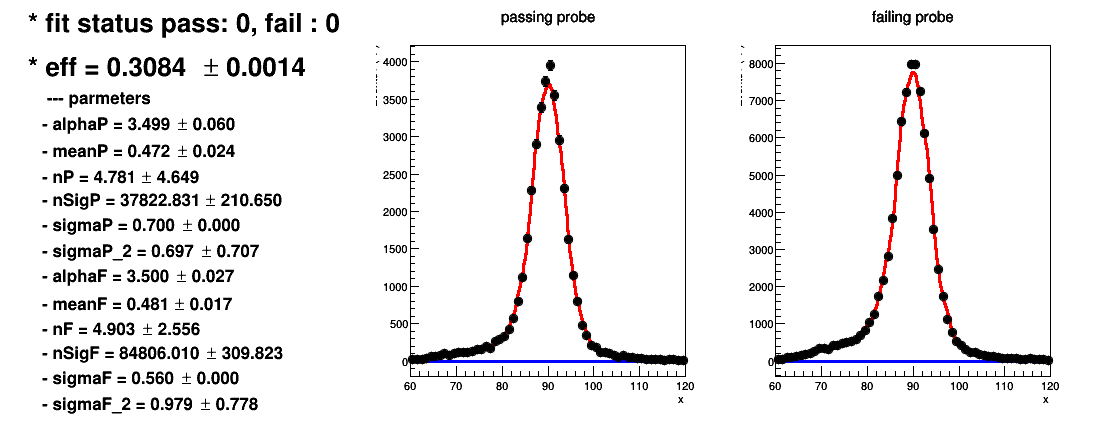 * fit status pass: 0, fail : 0
* eff = 0.3084 ± 0.0014
--- parmeters
- alphaP = 3.499 ± 0.060
- meanP = 0.472 ± 0.024
- nP = 4.781 ± 4.649
- nSigP = 37822.831 ± 210.650
- sigmaP = 0.700 ± 0.000
- sigmaP_2 = 0.697 ± 0.707
- alphaF = 3.500 ± 0.027
- meanF = 0.481 ± 0.017
- nF = 4.903 ± 2.556
- nSigF = 84806.010 ± 309.823
- sigmaF = 0.560 ± 0.000
- sigmaF_2 = 0.979 ± 0.778
passing probe
4000
3500
3000
2500
2000
1500
1000
500
0
60 70 80 90 100 110 120
x
failing probe
8000
7000
6000
5000
4000
3000
2000
1000
0
60 70 80 90 100 110 120
x